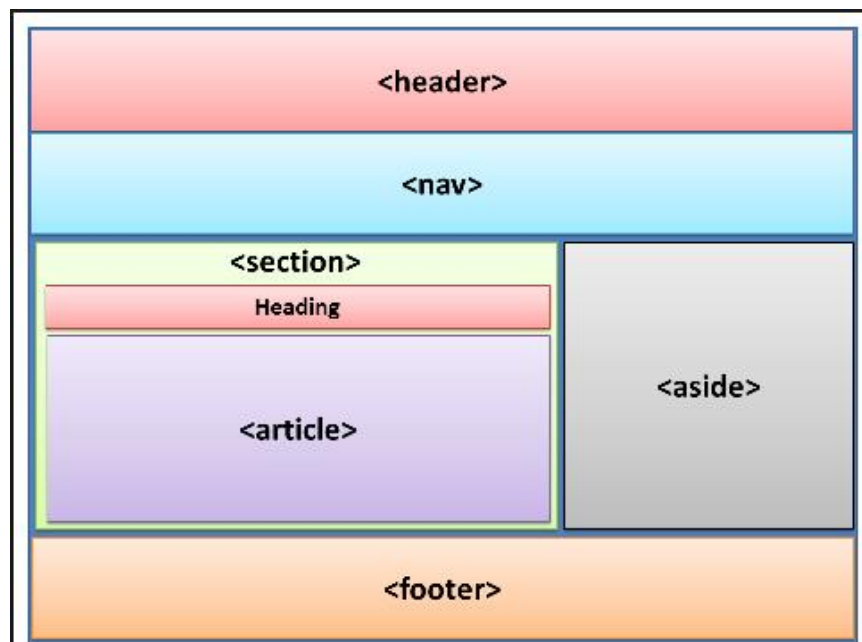 <header>
<nav>
<section>
Heading
<article>
<aside>
<footer>